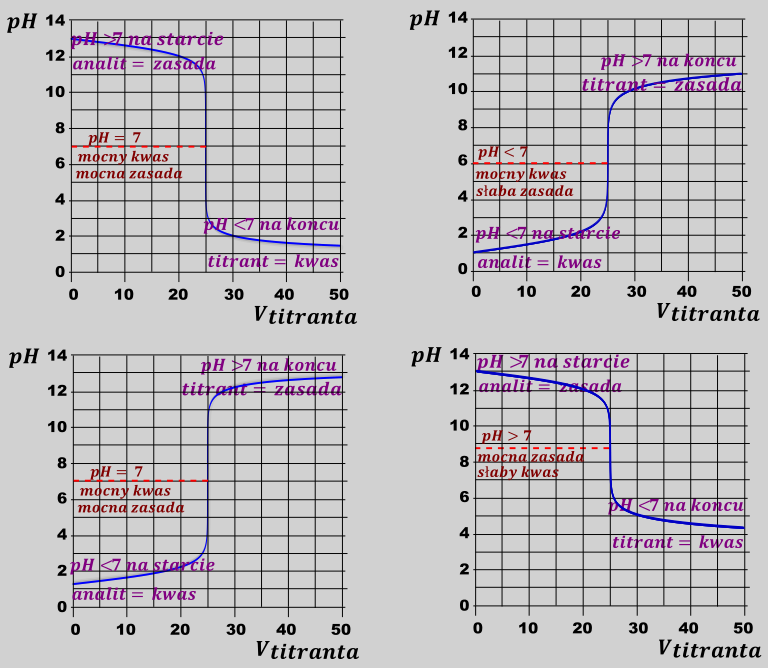 pH
14
12
10
8
6
4
2
0
pH >7 na starcie
analit = zasada
pH = 7
mocny kwas
mocna zasada
pH <7 na koncu
titrant = kwas
0 10 20 30 40 50
V titranta
pH
14
12
10
8
6
4
2
0
pH >7 na koncu
titrant = zasada
pH < 7
mocny kwas
słaba zasada
pH <7 na starcie
analit = kwas
0 10 20 30 40 50
V titranta
pH
14
12
10
8
6
4
2
0
pH >7 na koncu
titrant = zasada
pH = 7
mocny kwas
mocna zasada
pH <7 na starcie
analit = kwas
0 10 20 30 40 50
V titranta
pH
14
12
10
8
6
4
2
0
pH >7 na starcie
analit = zasada
pH > 7
mocna zasada
słaby kwas
pH <7 na koncu
titrant = kwas
0 10 20 30 40 50
V titranta